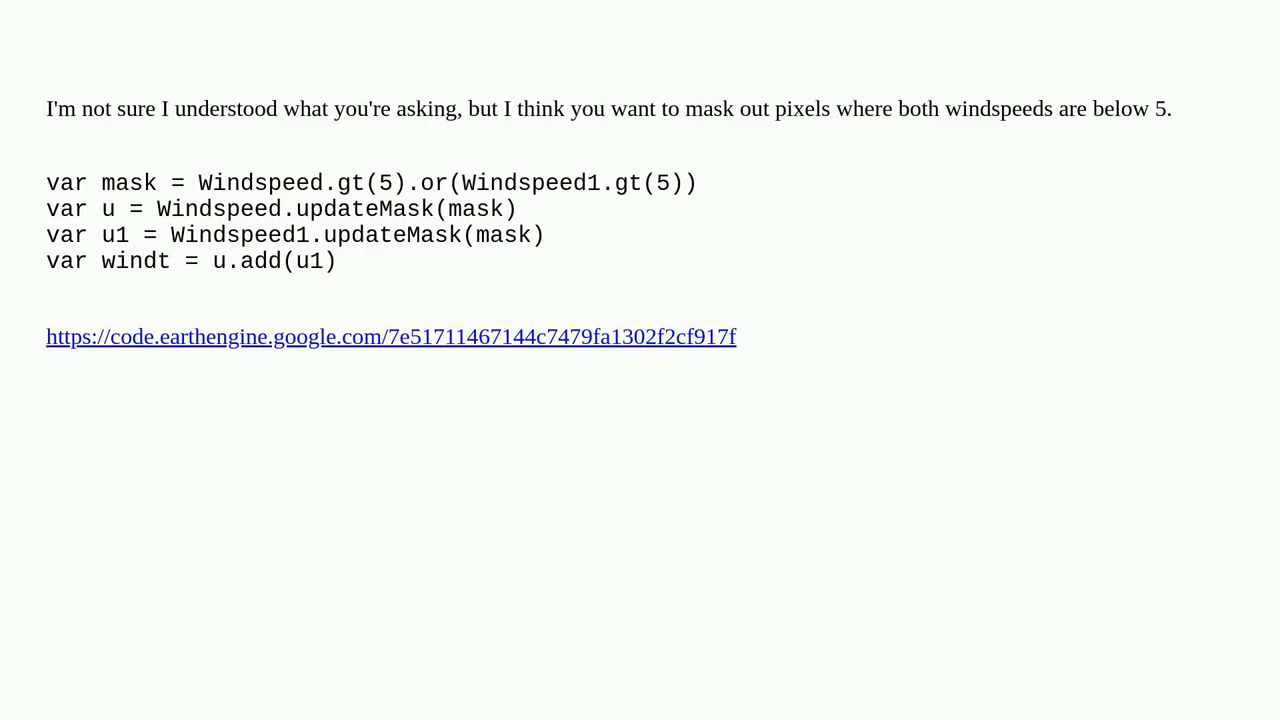 I'm not sure I understood what you're asking, but I think you want to mask out pixels where both windspeeds are below 5.
var mask = Windspeed.gt(5).or(Windspeed1.gt(5))
var u = Windspeed.updateMask(mask)
var u1 = Windspeed1.updateMask(mask)
var windt = u.add(u1)
https://code.earthengine.google.com/7e51711467144c7479fa1302f2cf917f